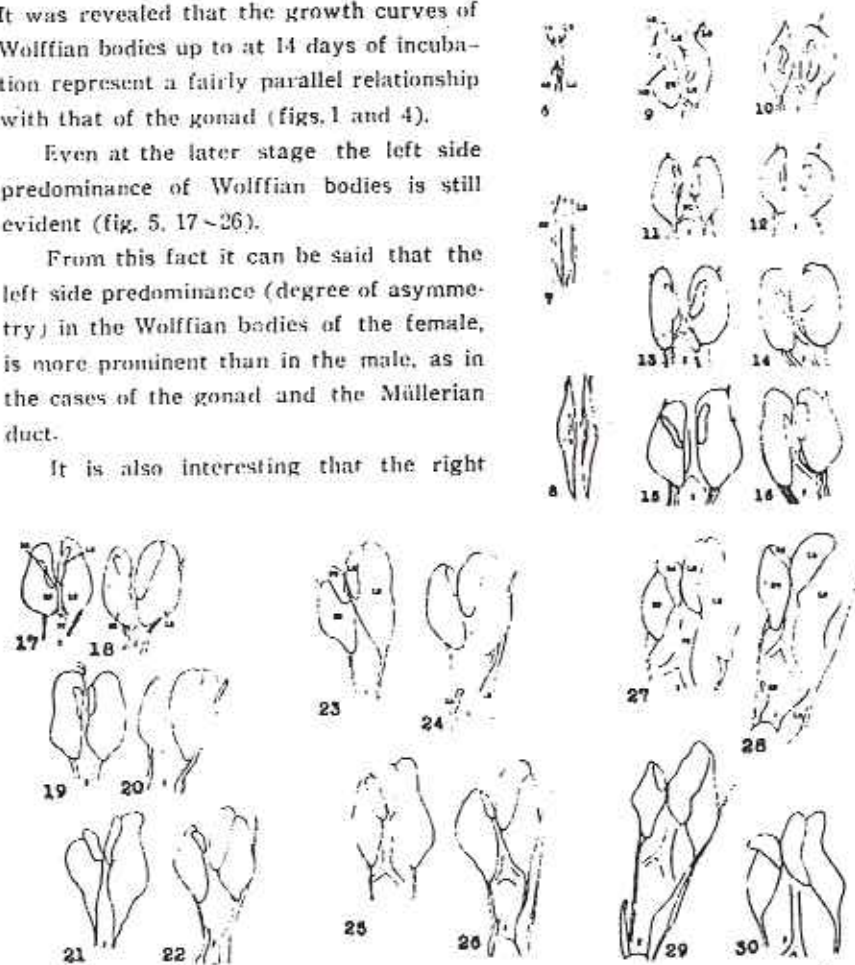 It was revealed that the growth curves of
Wolffian bodies up to at 14 days of incuba-
tion represent a fairly parallel relationship
with that of the gonad (figs. 1 and 4).
Even at the later stage the left side
predominance of Wolffian bodies is still
evident (fig. 5, 17~26).
From this fact it can be said that the
left side predominance (degree of asymme-
try) in the Wolffian bodies of the female,
is more prominent than in the male, as in
the cases of the gonad and the Müllerian
duct.
It is also interesting that the right
6
9
10
11
12
7
13
14
8
15
16
17
18
23
24
27
28
19
20
21
22
25
26
29
30